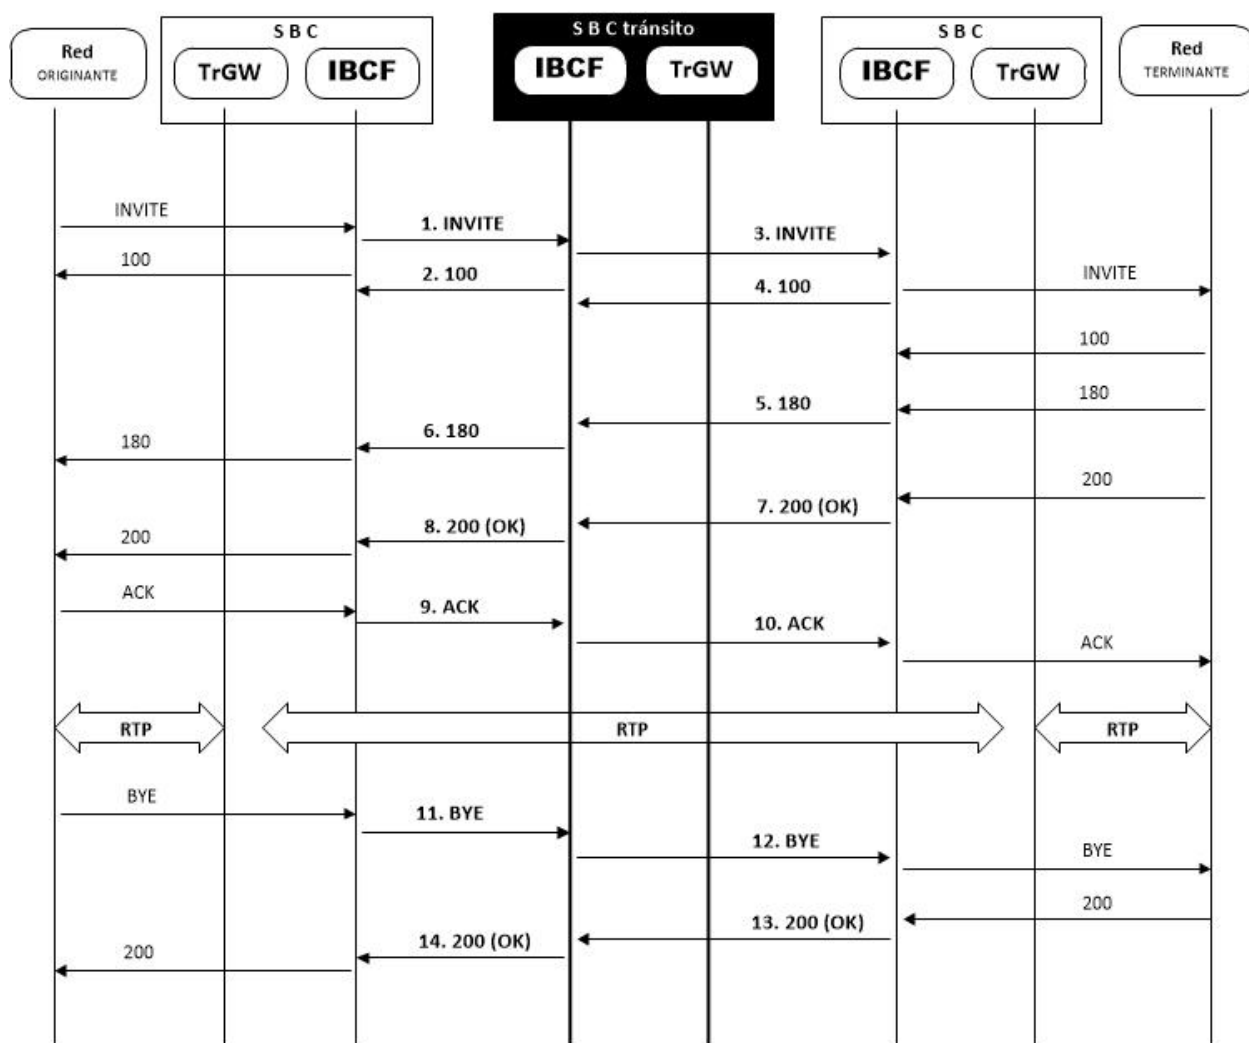 S B C
S B C tránsito
S B C
Red
ORIGINANTE
TrGW
IBCF
IBCF
TrGW
IBCF
TrGW
Red
TERMINANTE
INVITE
1. INVITE
3. INVITE
100
2. 100
4. 100
INVITE
100
180
5. 180
6. 180
180
200
7. 200 (OK)
8. 200 (OK)
200
ACK
9. ACK
10. ACK
ACK
RTP
RTP
RTP
BYE
11. BYE
12. BYE
BYE
200
13. 200 (OK)
14. 200 (OK)
200